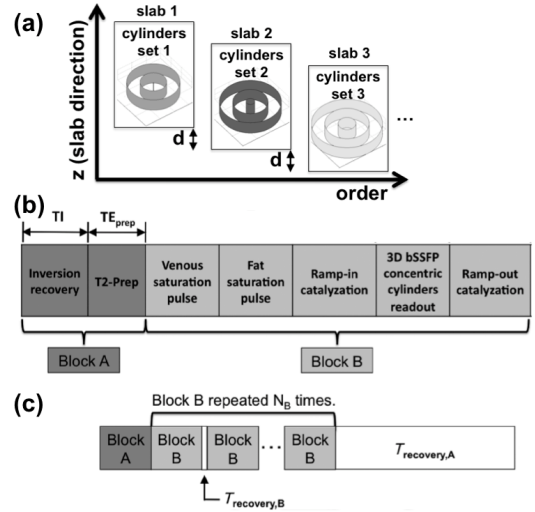 (a)
slab 1
cylinders
set 1
slab 2
cylinders
set 2
slab 3
cylinders
set 3
...
d
d
z (slab direction)
order
(b)
TI
TEprep
Inversion
recovery
T2-Prep
Venous
saturation
pulse
Fat
saturation
pulse
Ramp-in
catalyzation
3D bSSFP
concentric
cylinders
readout
Ramp-out
catalyzation
Block A
Block B
(c)
Block B repeated NB times.
Block
A
Block
B
Block
B
...
Block
B
Trecovery,A
Trecovery,B